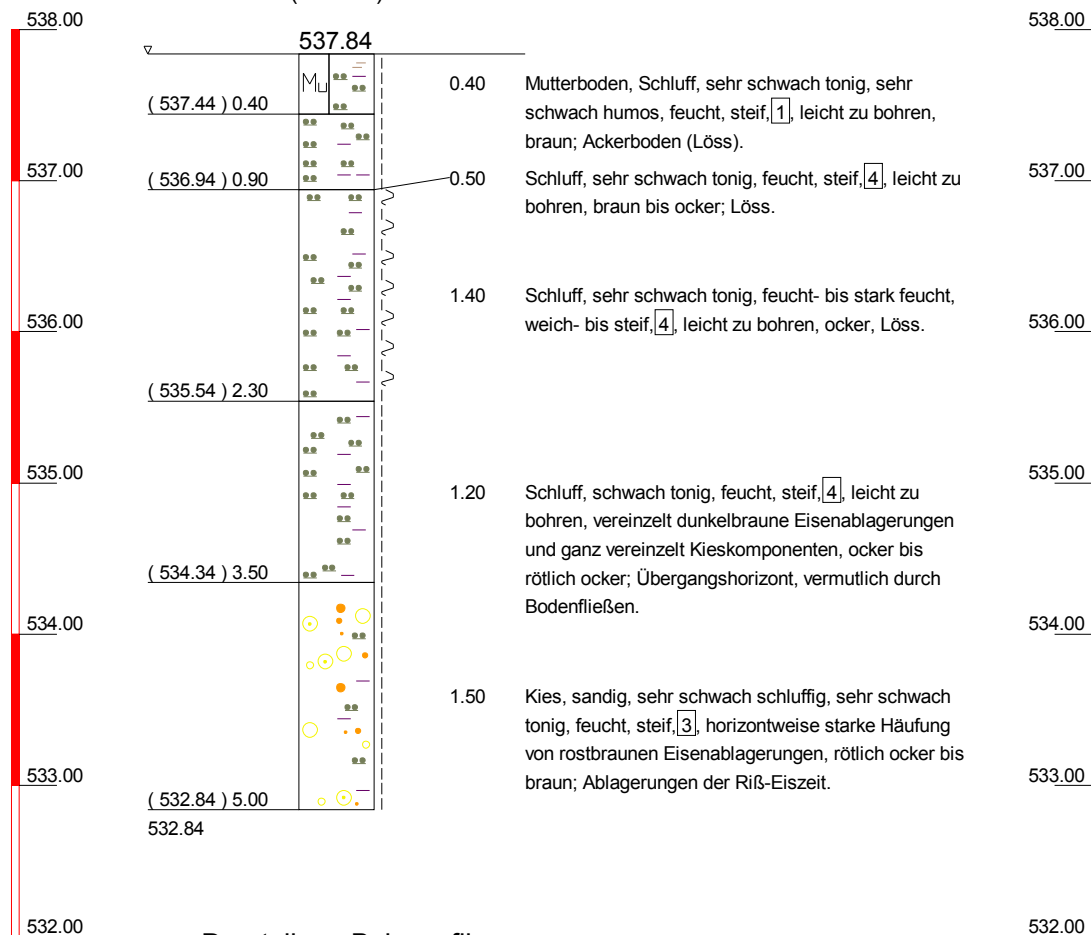 538.00
538.00
537.84
Mu
0.40
Mutterboden, Schluff, sehr schwach tonig, sehr
schwach humos, feucht, steif, 1, leicht zu bohren,
braun; Ackerboden (Löss).
( 537.44 ) 0.40
537.00
537.00
( 536.94 ) 0.90
0.50
Schluff, sehr schwach tonig, feucht, steif, 4, leicht zu
bohren, braun bis ocker; Löss.
1.40
Schluff, sehr schwach tonig, feucht- bis stark feucht,
weich- bis steif, 4, leicht zu bohren, ocker, Löss.
536.00
536.00
( 535.54 ) 2.30
535.00
535.00
1.20
Schluff, schwach tonig, feucht, steif, 4, leicht zu
bohren, vereinzelt dunkelbraune Eisenablagerungen
und ganz vereinzelt Kieskomponenten, ocker bis
rötlich ocker; Übergangshorizont, vermutlich durch
Bodenfließen.
( 534.34 ) 3.50
534.00
534.00
1.50
Kies, sandig, sehr schwach schluffig, sehr schwach
tonig, feucht, steif, 3, horizontweise starke Häufung
von rostbraunen Eisenablagerungen, rötlich ocker bis
braun; Ablagerungen der Riß-Eiszeit.
533.00
533.00
( 532.84 ) 5.00
532.84
532.00
532.00